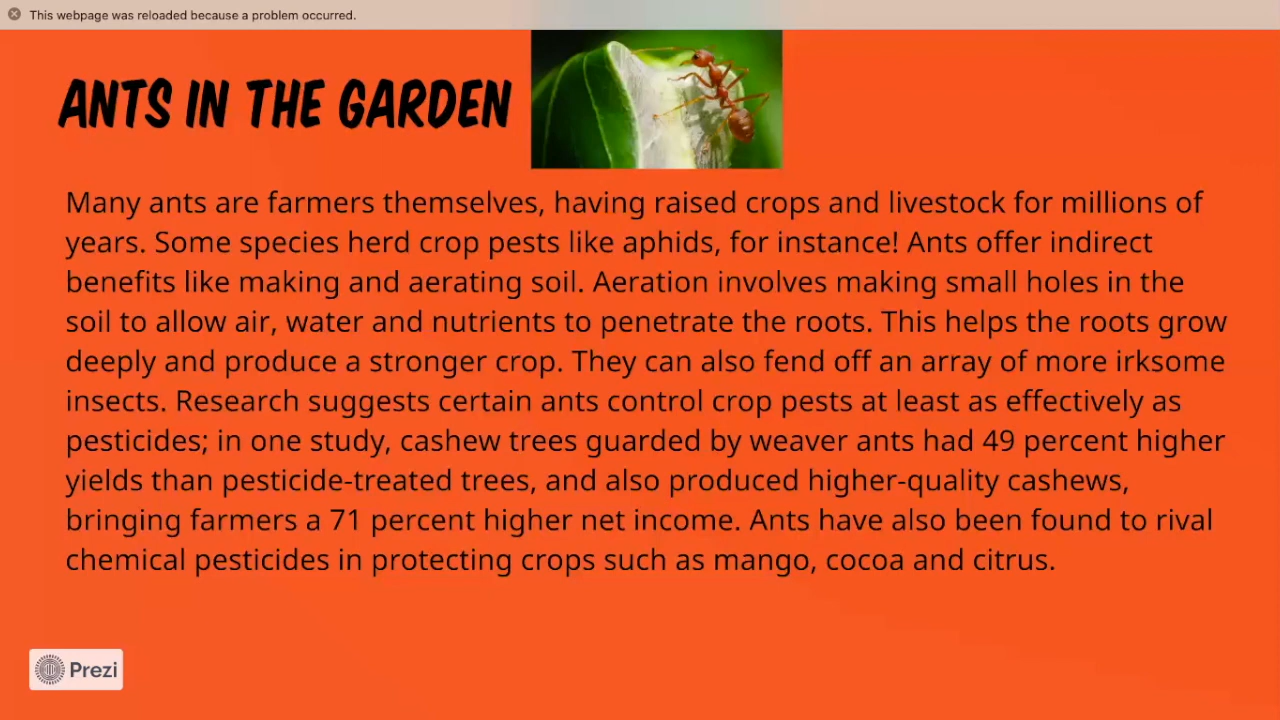 This webpage was reloaded because a problem occurred.
ANTS IN THE GARDEN
Many ants are farmers themselves, having raised crops and livestock for millions of
years. Some species herd crop pests like aphids, for instance! Ants offer indirect
benefits like making and aerating soil. Aeration involves making small holes in the
soil to allow air, water and nutrients to penetrate the roots. This helps the roots grow
deeply and produce a stronger crop. They can also fend off an array of more irksome
insects. Research suggests certain ants control crop pests at least as effectively as
pesticides; in one study, cashew trees guarded by weaver ants had 49 percent higher
yields than pesticide-treated trees, and also produced higher-quality cashews,
bringing farmers a 71 percent higher net income. Ants have also been found to rival
chemical pesticides in protecting crops such as mango, cocoa and citrus.
Prezi